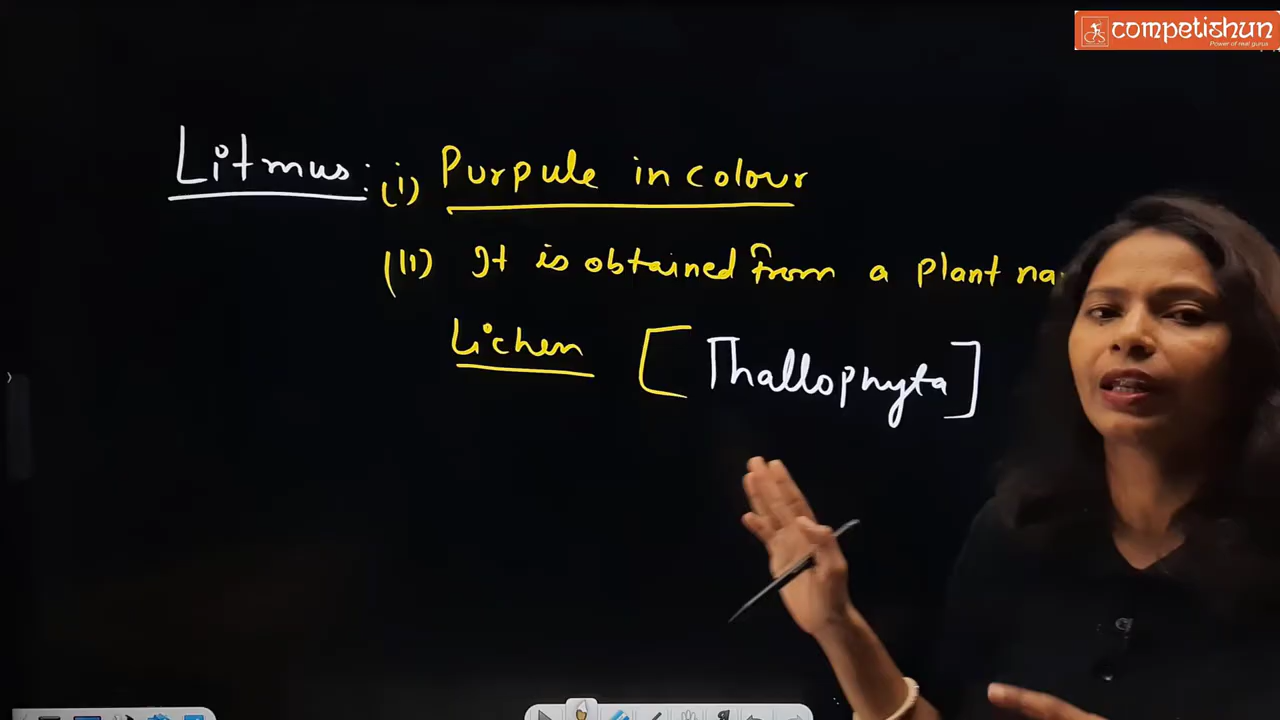 competishun
Power of real gurus
Litmus: (i) Purpule in colour
(II) It is obtained from a plant na
Lichen [Thallophyta]